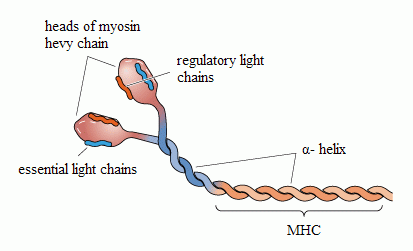 heads of myosin
hevy chain
regulatory light
chains
essential light chains
α- helix
MHC